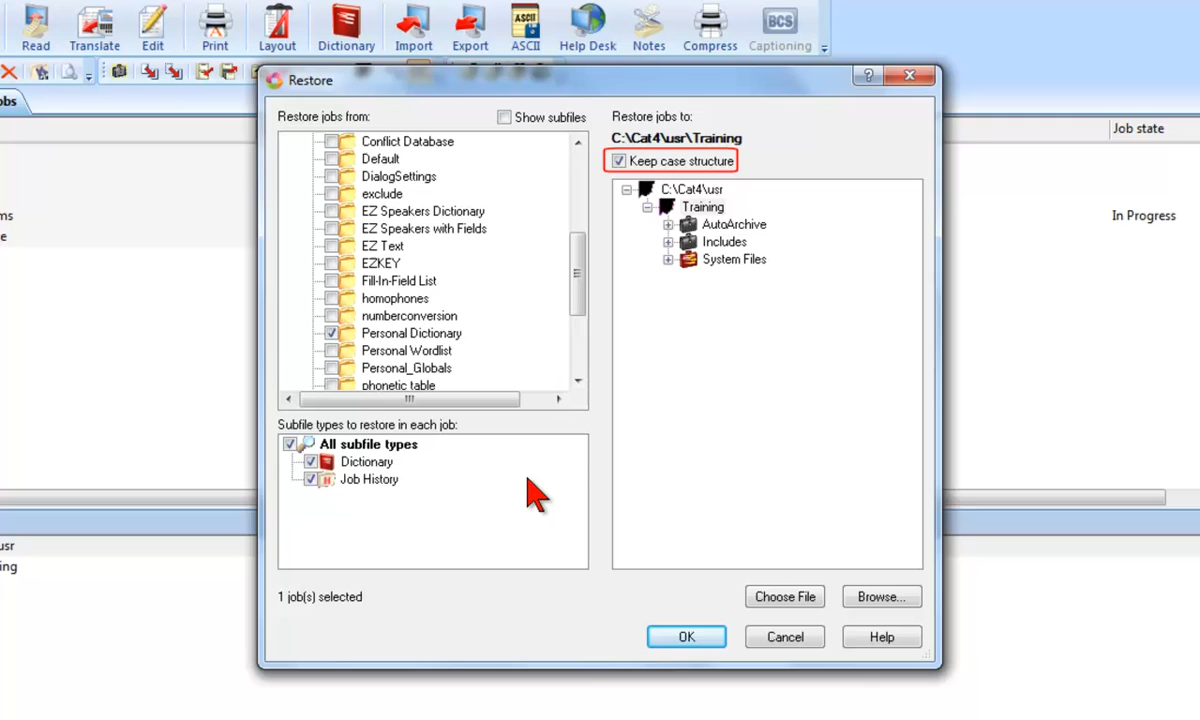 Read Translate Edit Print Layout Dictionary Import Export ASCII Help Desk Notes Compress Captioning
ASCII
BCS
obs
Restore
Restore jobs from:
Show subfiles
Restore jobs to:
C:\Cat4\usr\Training
Keep case structure
Job state
In Progress
ms
e
Conflict Database
Default
DialogSettings
exclude
EZ Speakers Dictionary
EZ Speakers with Fields
EZ Text
EZKEY
Fill-In-Field List
homophones
numberconversion
Personal Dictionary
Personal Wordlist
Personal_Globals
phonetic table
C:\Cat4\usr
Training
AutoArchive
Includes
System Files
Subfile types to restore in each job:
All subfile types
Dictionary
Job History
usr
ing
1 job(s) selected
Choose File
Browse...
OK
Cancel
Help